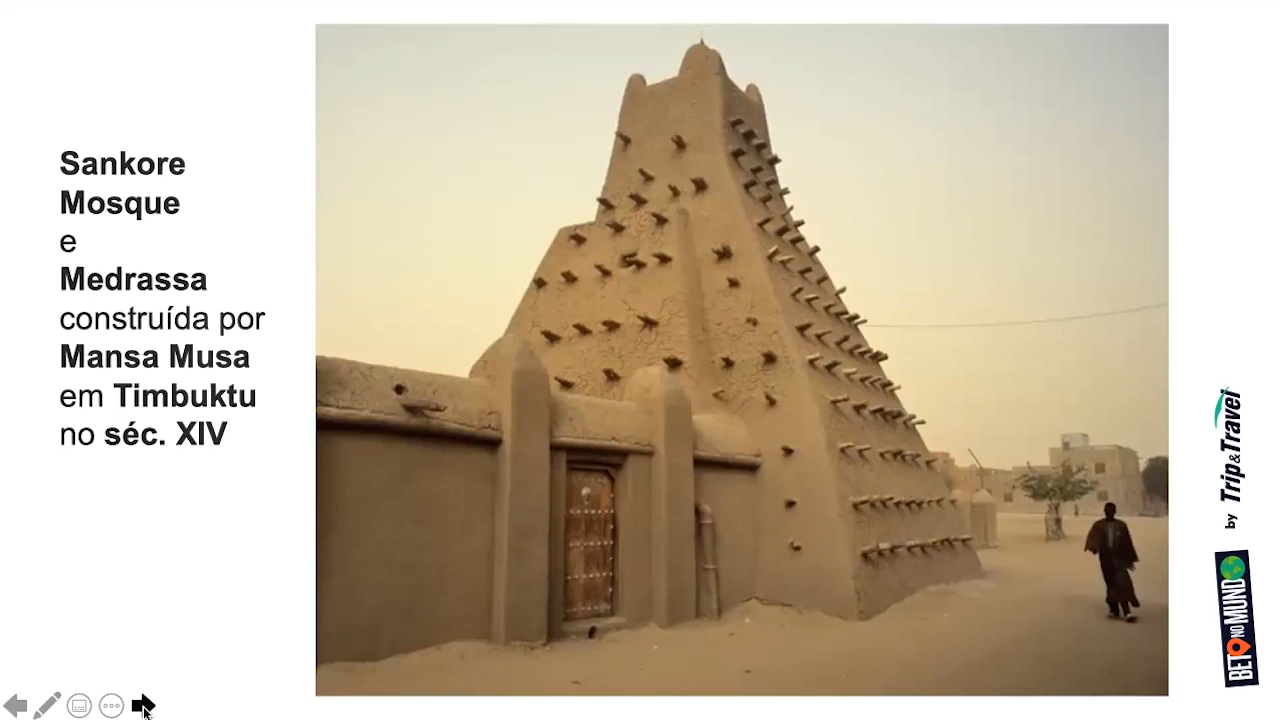 Sankore
Mosque
e
Medrassa
construída por
Mansa Musa
em Timbuktu
no séc. XIV
by Trip&Travel
BETO NO MUNDO